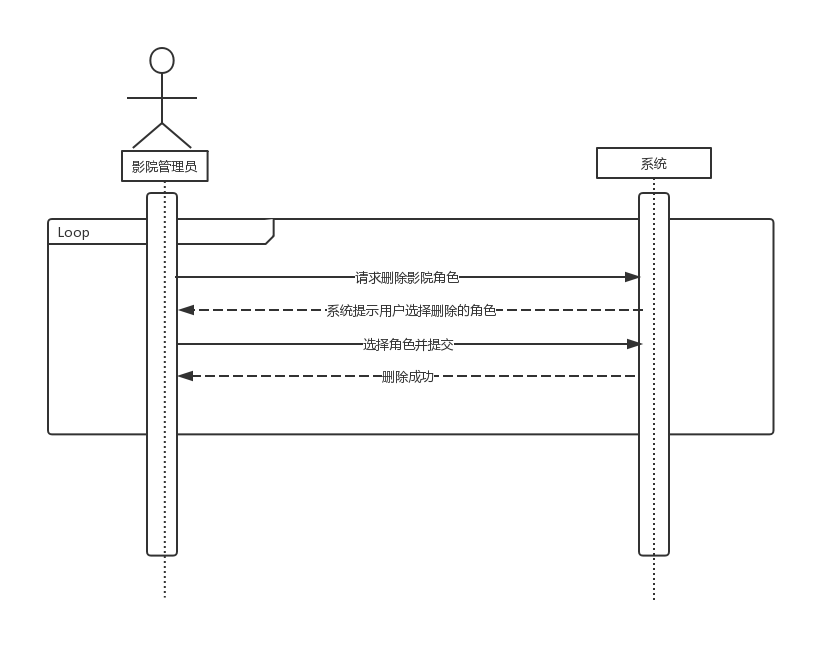 影院管理员
系统
Loop
请求删除影院角色
系统提示用户选择删除的角色
选择角色并提交
删除成功